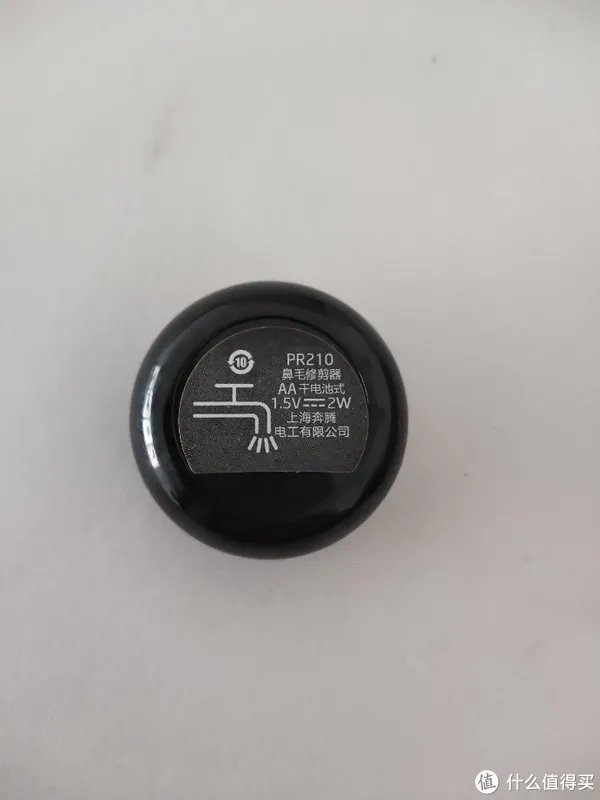 10
PR210
鼻毛修剪器
AA干电池式
1.5V⎓2W
上海奔腾
电工有限公司
值 什么值得买